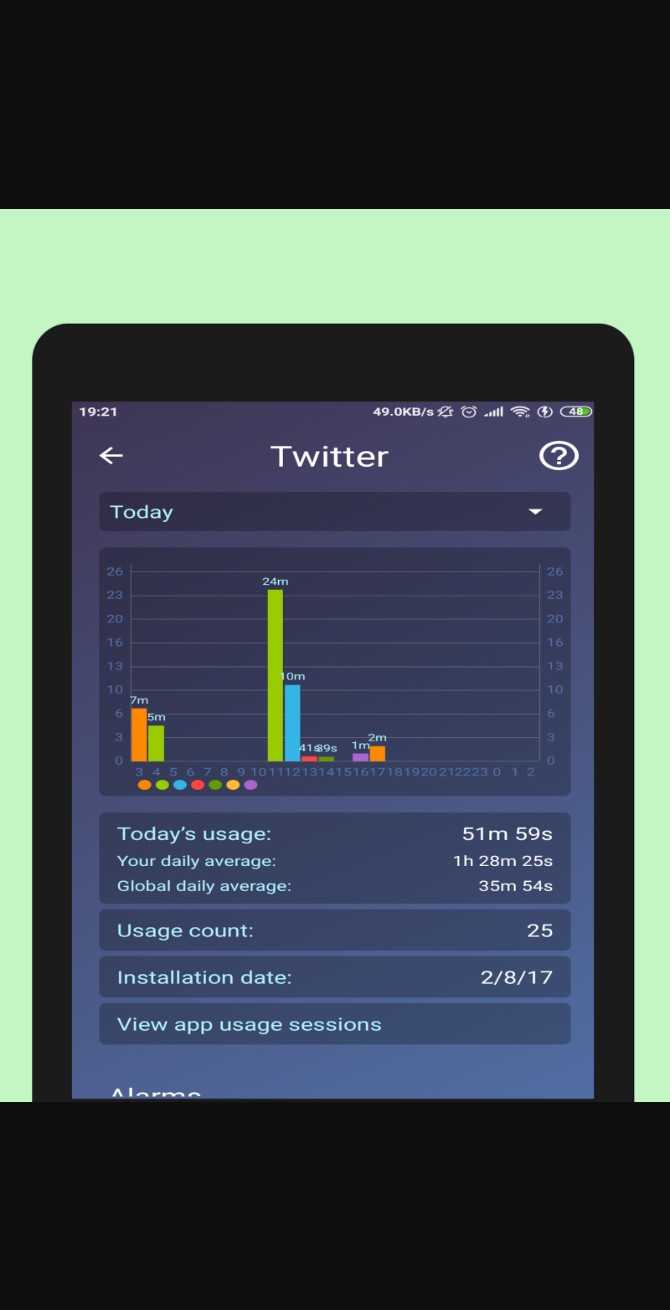 19:21 49.0KB/s 48
Twitter
?
Today
26 24m 26
23 23
20 20
16 16
13 13
10 10m 10
7m
6 5m 6
3 41s 39s 1m 2m 3
0 0
3 4 5 6 7 8 9 10 11 12 13 14 15 16 17 18 19 20 21 22 23 0 1 2
Today's usage: 51m 59s
Your daily average: 1h 28m 25s
Global daily average: 35m 54s
Usage count: 25
Installation date: 2/8/17
View app usage sessions
Alarms